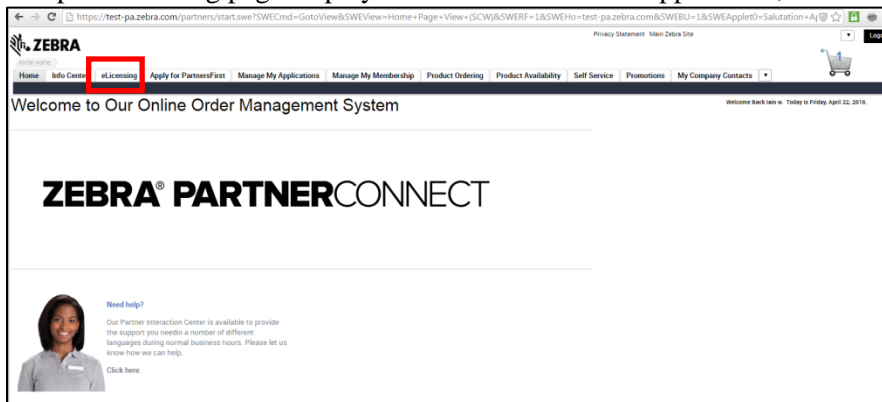 https://test-pa.zebra.com/partners/start.swe?SWECmd=GotoView&SWEView=Home+Page+View+(SCW)&SWERF=1&SWEHo=test-pa.zebra.com&SWEBU=1&SWEApplet0=Salutation+A
Privacy Statement Main Zebra Site
ZEBRA
Portal Home
1
Home Info Cente eLicensing Apply for PartnersFirst Manage My Applications Manage My Membership Product Ordering Product Availability Self Service Promotions My Company Contacts
Welcome to Our Online Order Management System
Welcome Back Iain w. Today is Friday, April 22, 2016.
ZEBRA® PARTNERCONNECT
Need help?
Our Partner Interaction Center is available to provide
the support you needin a number of different
languages during normal business hours. Please let us
know how we can help.
Click here.